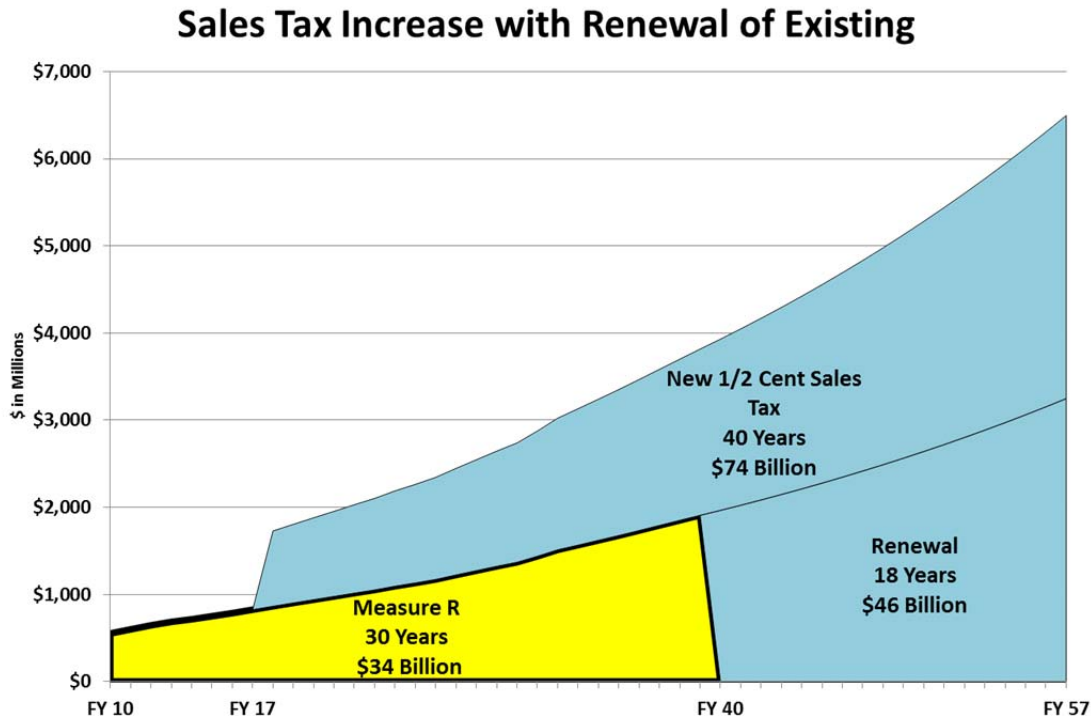 Sales Tax Increase with Renewal of Existing
$7,000
$6,000
$5,000
$4,000
$3,000
$2,000
$1,000
$0
$ in Millions
New 1/2 Cent Sales
Tax
40 Years
$74 Billion
Renewal
18 Years
$46 Billion
Measure R
30 Years
$34 Billion
FY 10
FY 17
FY 40
FY 57